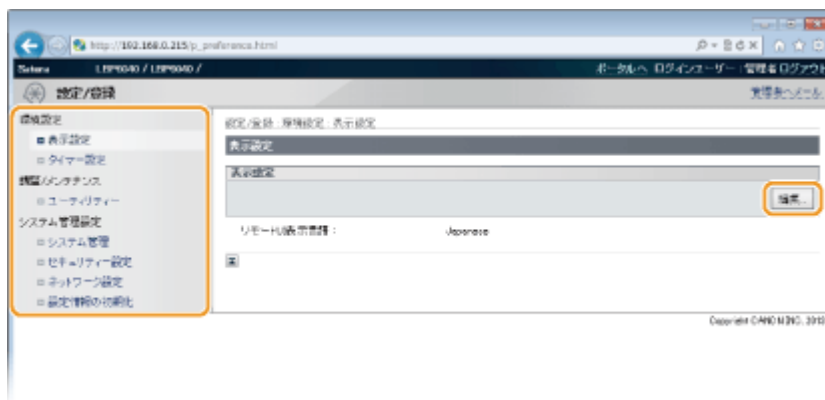 http://192.168.0.215/p_preference.html
Satera LBP6040 / LBP6040 / ポータルへ ログインユーザー：管理者 ログアウト
設定/登録 管理者へメール
環境設定
表示設定
タイマー設定
調整/メンテナンス
ユーティリティー
システム管理設定
システム管理
セキュリティー設定
ネットワーク設定
設定情報の初期化
設定/登録 : 環境設定 : 表示設定
表示設定
表示設定
編集...
リモートUI表示言語： Japanese
Copyright CANON INC. 2013